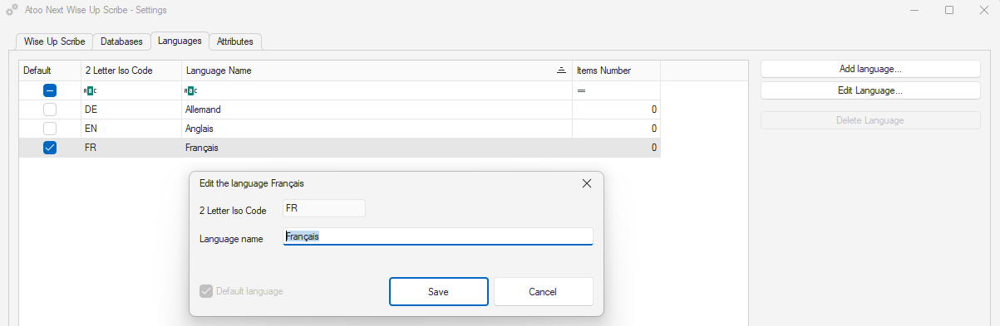 Atoo Next Wise Up Scribe - Settings
Wise Up Scribe Databases Languages Attributes
Default 2 Letter Iso Code Language Name Items Number
ABC ABC =
DE Allemand 0
EN Anglais 0
FR Français 0
Add language...
Edit Language...
Delete Language
Edit the language Français
2 Letter Iso Code FR
Language name Français
Default language Save Cancel